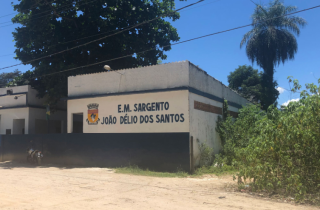 E.M. SARGENTO
JOÃO DÉLIO DOS SANTOS